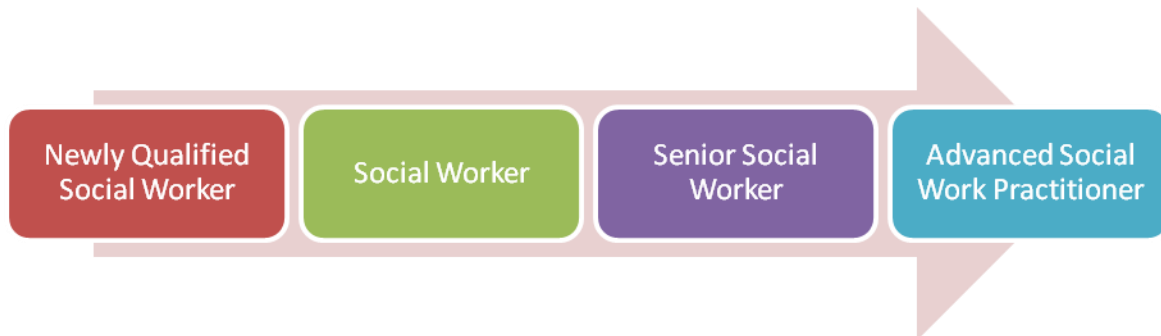 Newly Qualified
Social Worker
Social Worker
Senior Social
Worker
Advanced Social
Work Practitioner